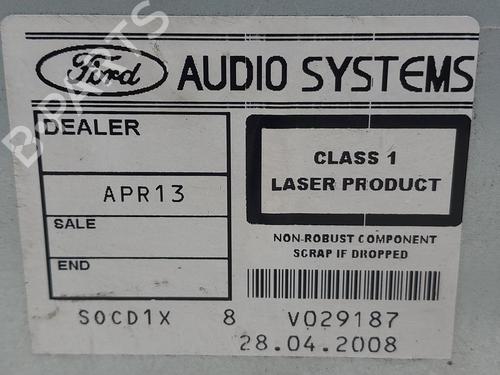 Ford AUDIO SYSTEMS
DEALER
APR13
SALE
END
CLASS 1
LASER PRODUCT
NON-ROBUST COMPONENT
SCRAP IF DROPPED
SOCD1X 8 V029187
28.04.2008
B-PARTS